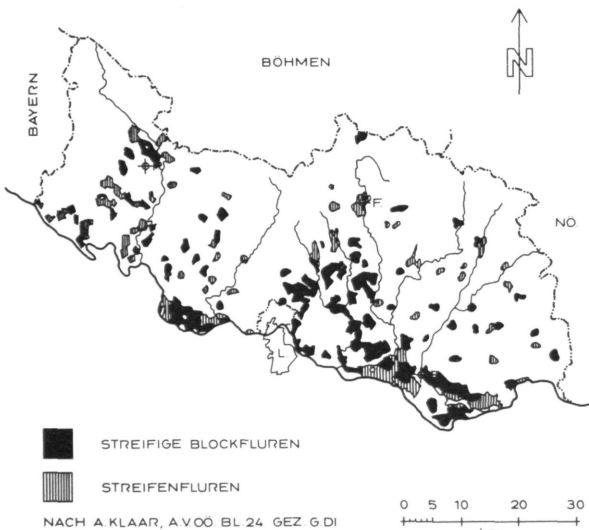 BÖHMEN
N
BAYERN
F.
NÖ.
L
STREIFIGE BLOCKFLUREN
STREIFENFLUREN
NACH A.KLAAR, A.V.OÖ. BL.24 GEZ. G.DI
0 5 10 20 30